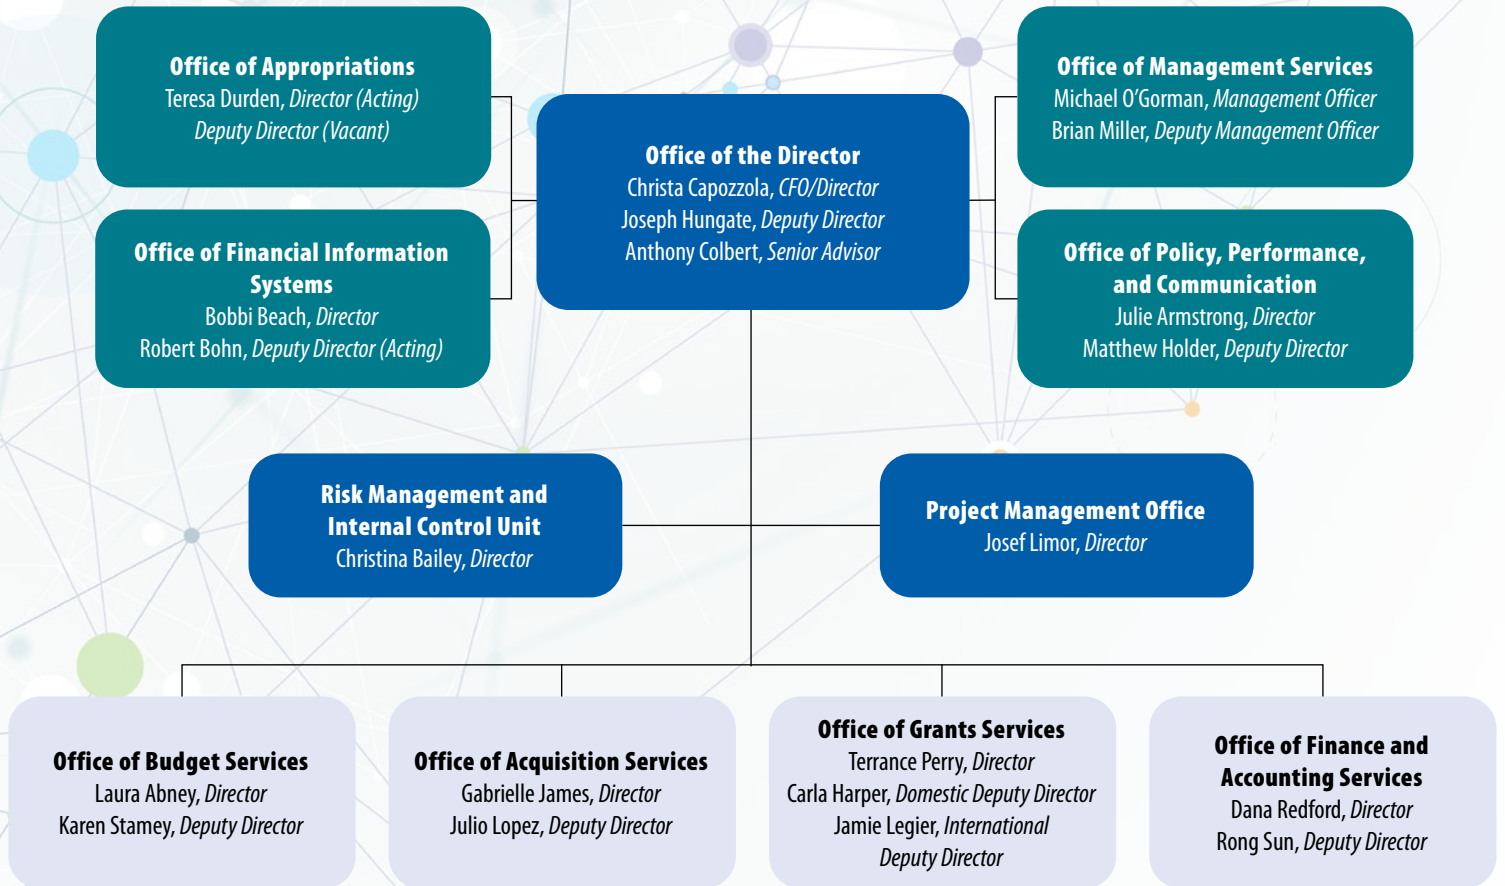 Office of Appropriations
Teresa Durden, Director (Acting)
Deputy Director (Vacant)
Office of the Director
Christa Capozzola, CFO/Director
Joseph Hungate, Deputy Director
Anthony Colbert, Senior Advisor
Office of Management Services
Michael O’Gorman, Management Officer
Brian Miller, Deputy Management Officer
Office of Financial Information
Systems
Bobbi Beach, Director
Robert Bohn, Deputy Director (Acting)
Office of Policy, Performance,
and Communication
Julie Armstrong, Director
Matthew Holder, Deputy Director
Risk Management and
Internal Control Unit
Christina Bailey, Director
Project Management Office
Josef Limor, Director
Office of Budget Services
Laura Abney, Director
Karen Stamey, Deputy Director
Office of Acquisition Services
Gabrielle James, Director
Julio Lopez, Deputy Director
Office of Grants Services
Terrance Perry, Director
Carla Harper, Domestic Deputy Director
Jamie Legier, International
Deputy Director
Office of Finance and
Accounting Services
Dana Redford, Director
Rong Sun, Deputy Director